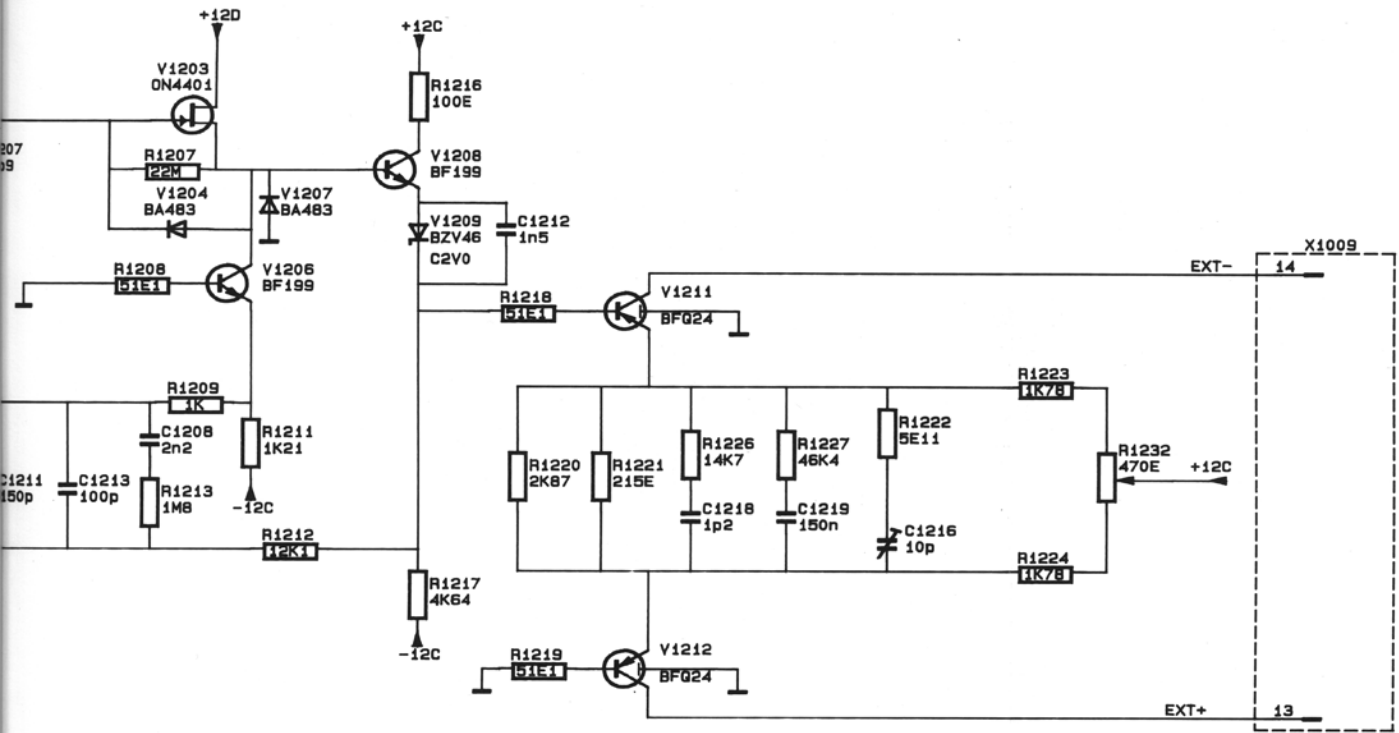 +12D
+12C
V1203
ON4401
R1216
100E
207
p9
R1207
22M
V1208
BF199
V1204
BA483
V1207
BA483
V1209
BZV46
C2V0
C1212
1n5
X1009
EXT- 14
R1208
51E1
V1206
BF199
R1218
51E1
V1211
BFQ24
R1209
1K
R1223
1K78
C1208
2n2
R1211
1K21
R1222
5E11
R1226
14K7
R1227
46K4
R1232
470E
+12C
R1220
2K87
R1221
215E
C1211
150p
C1213
100p
R1213
1M8
-12C
C1218
1p2
C1219
150n
C1216
10p
R1212
12K1
R1224
1K78
R1217
4K64
-12C
R1219
51E1
V1212
BFQ24
EXT+ 13